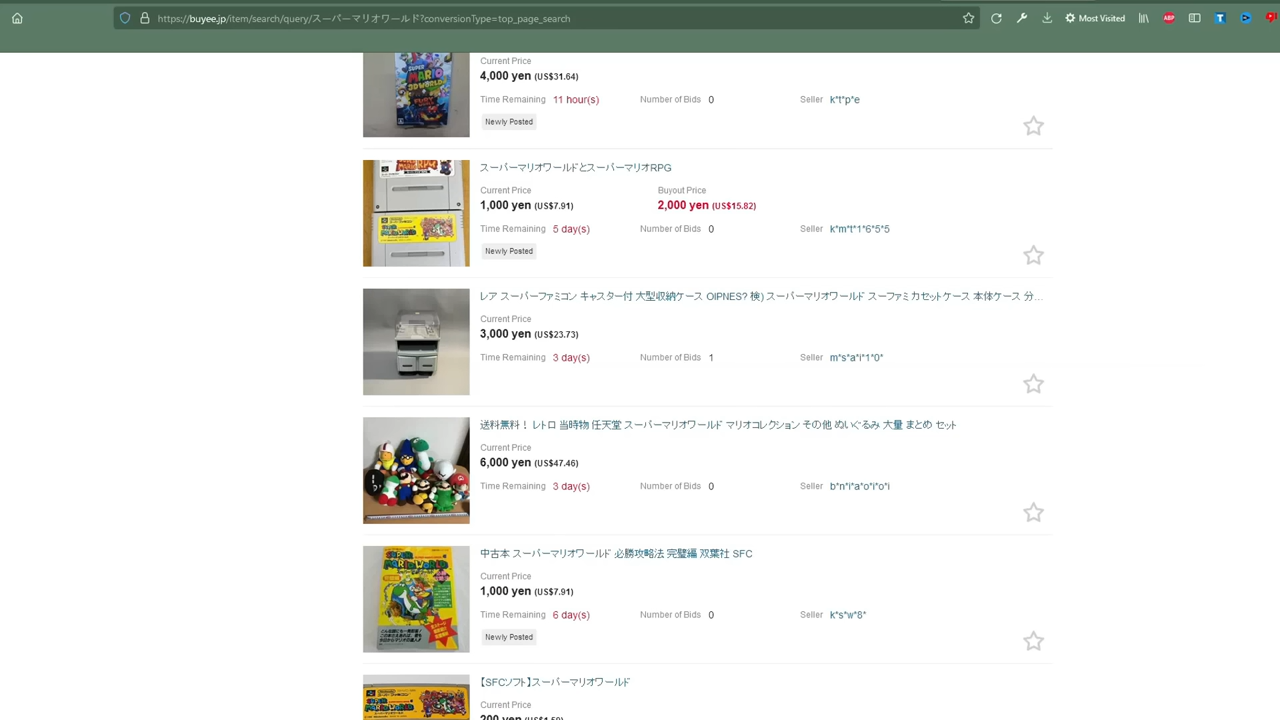 https://buyee.jp/item/search/query/スーパーマリオワールド?conversionType=top_page_search
Most Visited
ABP
T
Current Price
4,000 yen (US$31.64)
Time Remaining 11 hour(s) Number of Bids 0 Seller k*t*p*e
Newly Posted
スーパーマリオワールドとスーパーマリオRPG
Current Price Buyout Price
1,000 yen (US$7.91) 2,000 yen (US$15.82)
Time Remaining 5 day(s) Number of Bids 0 Seller k*m*t*1*6*5*5
Newly Posted
レア スーパーファミコン キャスター付 大型収納ケース OIPNES? 検) スーパーマリオワールド スーファミ カセットケース 本体ケース 分...
Current Price
3,000 yen (US$23.73)
Time Remaining 3 day(s) Number of Bids 1 Seller m*s*a*i*1*0*
送料無料！ レトロ 当時物 任天堂 スーパーマリオワールド マリオコレクション その他 ぬいぐるみ 大量 まとめ セット
Current Price
6,000 yen (US$47.46)
Time Remaining 3 day(s) Number of Bids 0 Seller b*n*i*a*o*i*o*i
中古本 スーパーマリオワールド 必勝攻略法 完璧編 双葉社 SFC
Current Price
1,000 yen (US$7.91)
Time Remaining 6 day(s) Number of Bids 0 Seller k*s*w*8*
Newly Posted
【SFCソフト】スーパーマリオワールド
Current Price
200 yen (US$1.59)